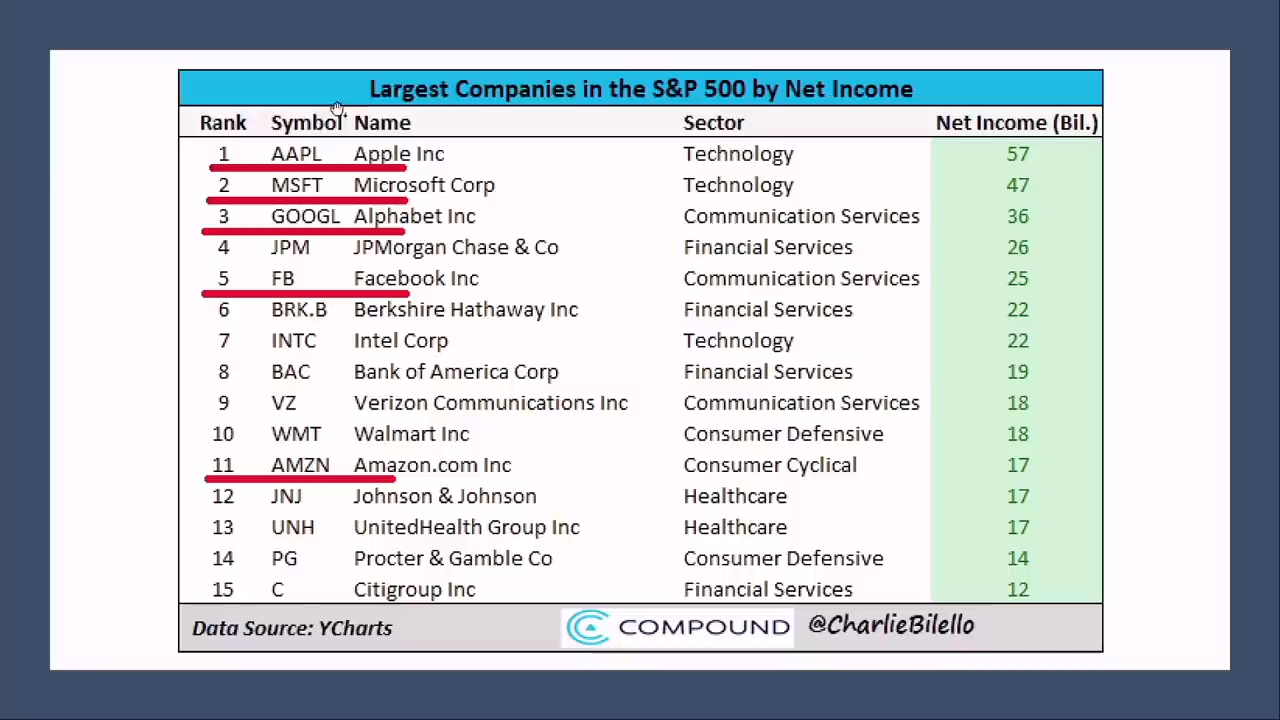 Largest Companies in the S&P 500 by Net Income
Rank Symbol Name Sector Net Income (Bil.)
1 AAPL Apple Inc Technology 57
2 MSFT Microsoft Corp Technology 47
3 GOOGL Alphabet Inc Communication Services 36
4 JPM JPMorgan Chase & Co Financial Services 26
5 FB Facebook Inc Communication Services 25
6 BRK.B Berkshire Hathaway Inc Financial Services 22
7 INTC Intel Corp Technology 22
8 BAC Bank of America Corp Financial Services 19
9 VZ Verizon Communications Inc Communication Services 18
10 WMT Walmart Inc Consumer Defensive 18
11 AMZN Amazon.com Inc Consumer Cyclical 17
12 JNJ Johnson & Johnson Healthcare 17
13 UNH UnitedHealth Group Inc Healthcare 17
14 PG Procter & Gamble Co Consumer Defensive 14
15 C Citigroup Inc Financial Services 12
Data Source: YCharts COMPOUND @CharlieBilello